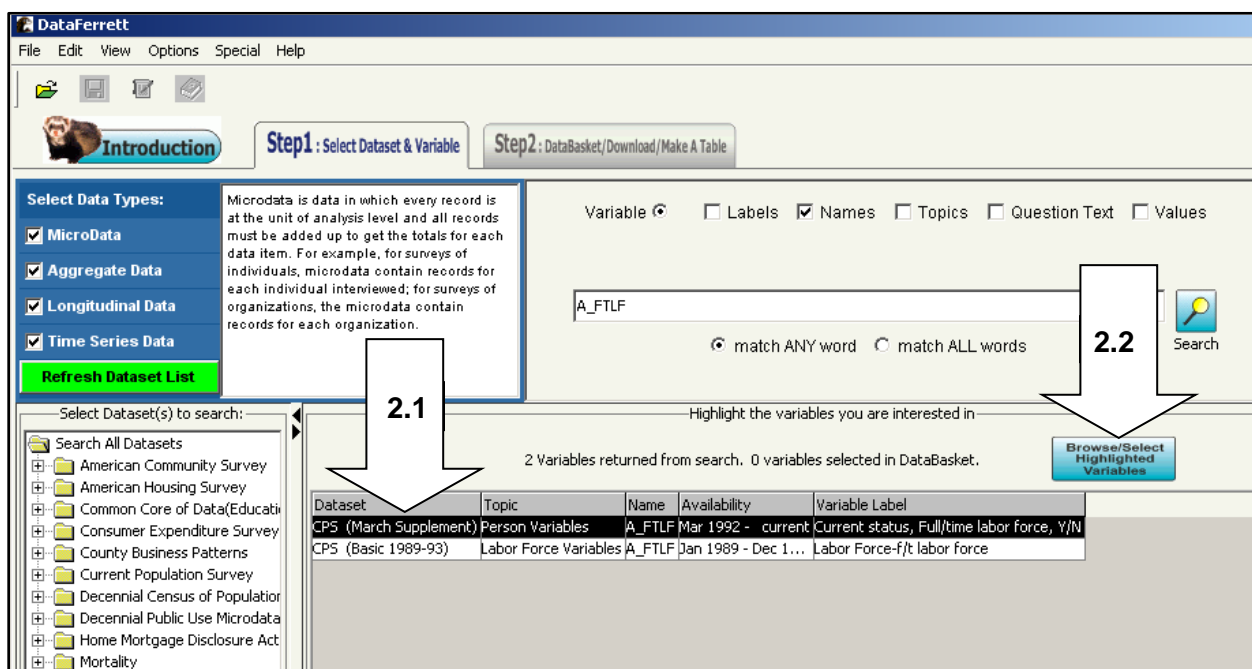 DataFerrett
File Edit View Options Special Help
Introduction
Step1 : Select Dataset & Variable
Step2 : DataBasket/Download/Make A Table
Select Data Types:
MicroData
Aggregate Data
Longitudinal Data
Time Series Data
Refresh Dataset List
Microdata is data in which every record is
at the unit of analysis level and all records
must be added up to get the totals for each
data item. For example, for surveys of
individuals, microdata contain records for
each individual interviewed; for surveys of
organizations, the microdata contain
records for each organization.
Variable Labels Names Topics Question Text Values
A_FTLF
Search
match ANY word match ALL words
2.1
2.2
Select Dataset(s) to search:
Search All Datasets
American Community Survey
American Housing Survey
Common Core of Data(Educati
Consumer Expenditure Survey
County Business Patterns
Current Population Survey
Decennial Census of Population
Decennial Public Use Microdata
Home Mortgage Disclosure Act
Mortality
Highlight the variables you are interested in
2 Variables returned from search. 0 variables selected in DataBasket.
Browse/Select
Highlighted
Variables
Dataset Topic Name Availability Variable Label
CPS (March Supplement) Person Variables A_FTLF Mar 1992 - current Current status, Full/time labor force, Y/N
CPS (Basic 1989-93) Labor Force Variables A_FTLF Jan 1989 - Dec 1... Labor Force-f/t labor force